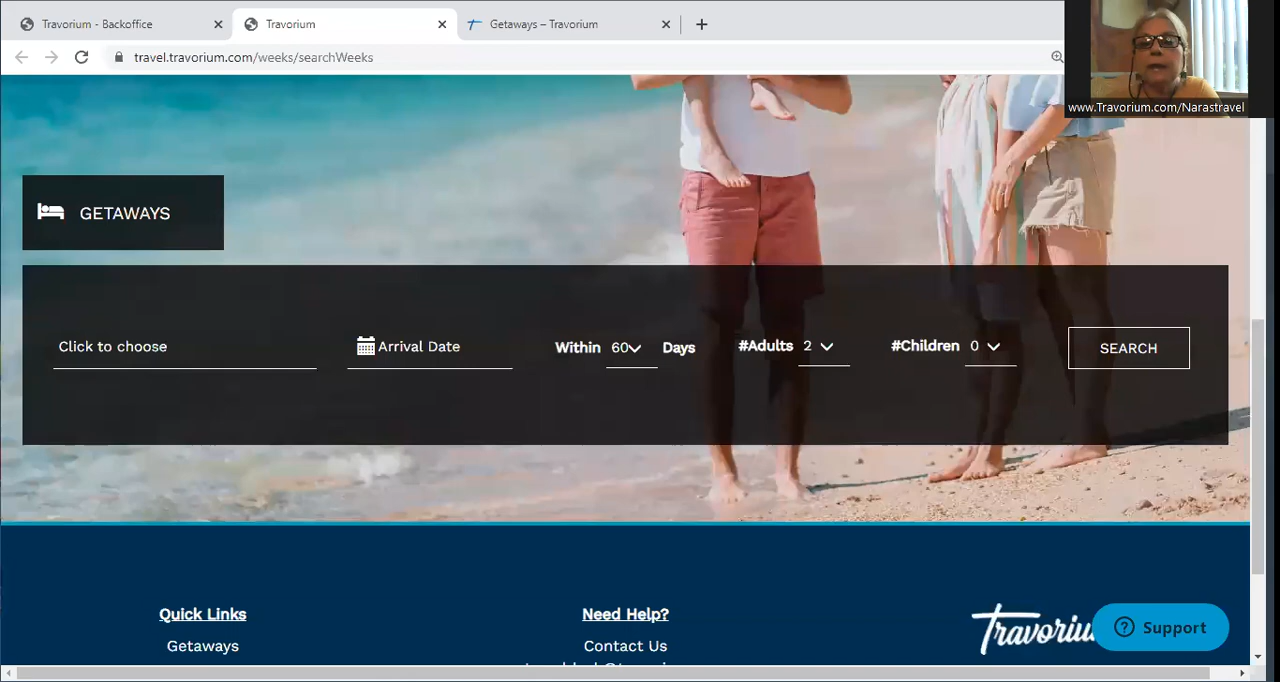 Travorium - Backoffice
Travorium
Getaways – Travorium
travel.travorium.com/weeks/searchWeeks
www.Travorium.com/Narastravel
GETAWAYS
Click to choose
Arrival Date
Within 60 Days
#Adults 2
#Children 0
SEARCH
Quick Links
Getaways
Need Help?
Contact Us
Support